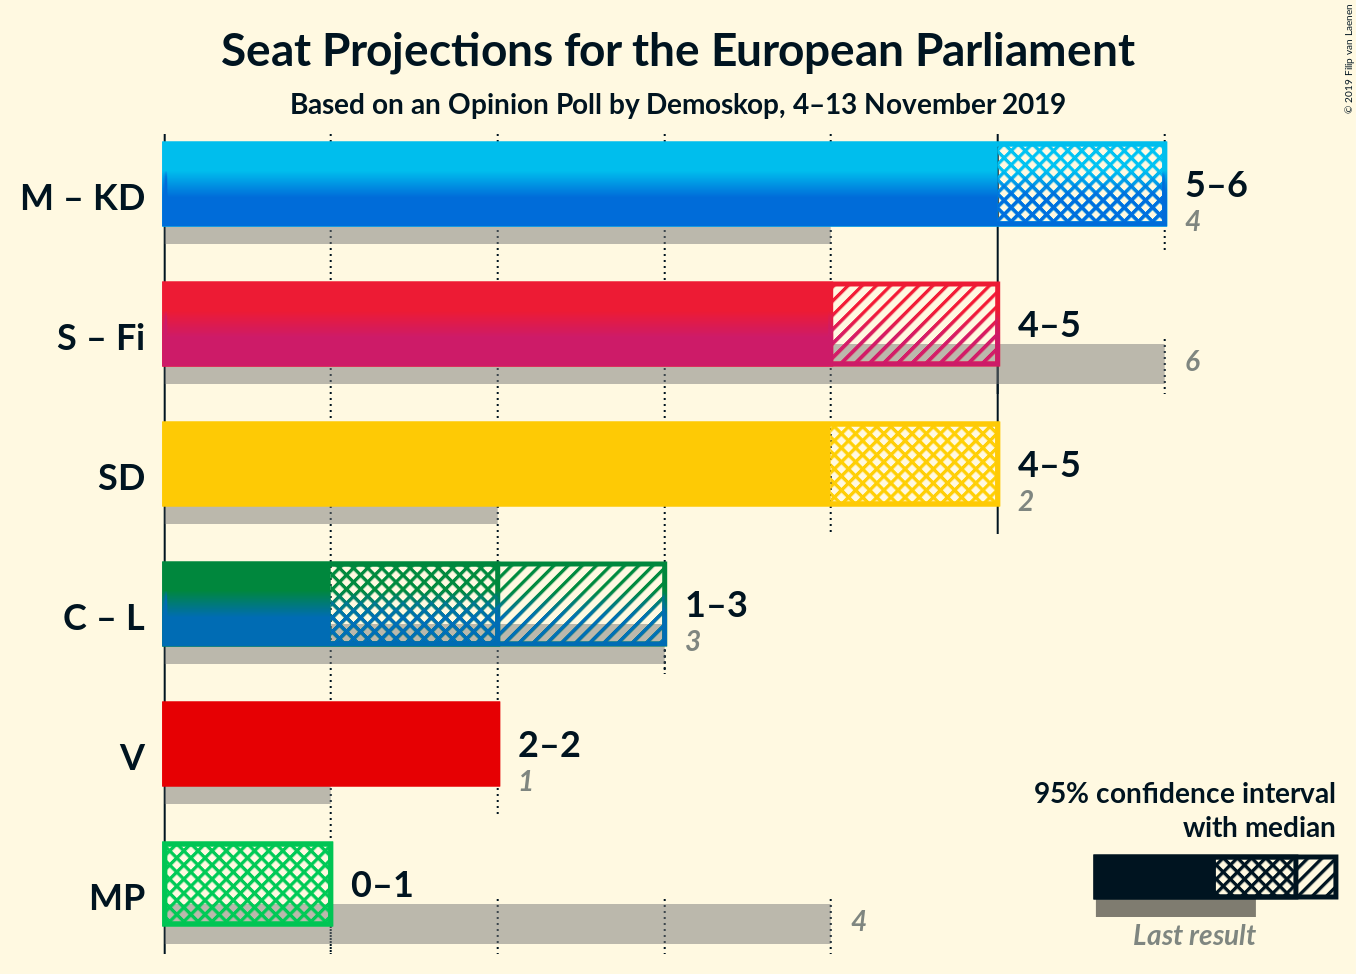 Seat Projections for the European Parliament
Based on an Opinion Poll by Demoskop, 4–13 November 2019
© 2019 Filip van Laenen
M – KD
5–6
4
S – Fi
4–5
6
SD
4–5
2
C – L
1–3
3
V
2–2
1
MP
0–1
4
95% confidence interval
with median
Last result